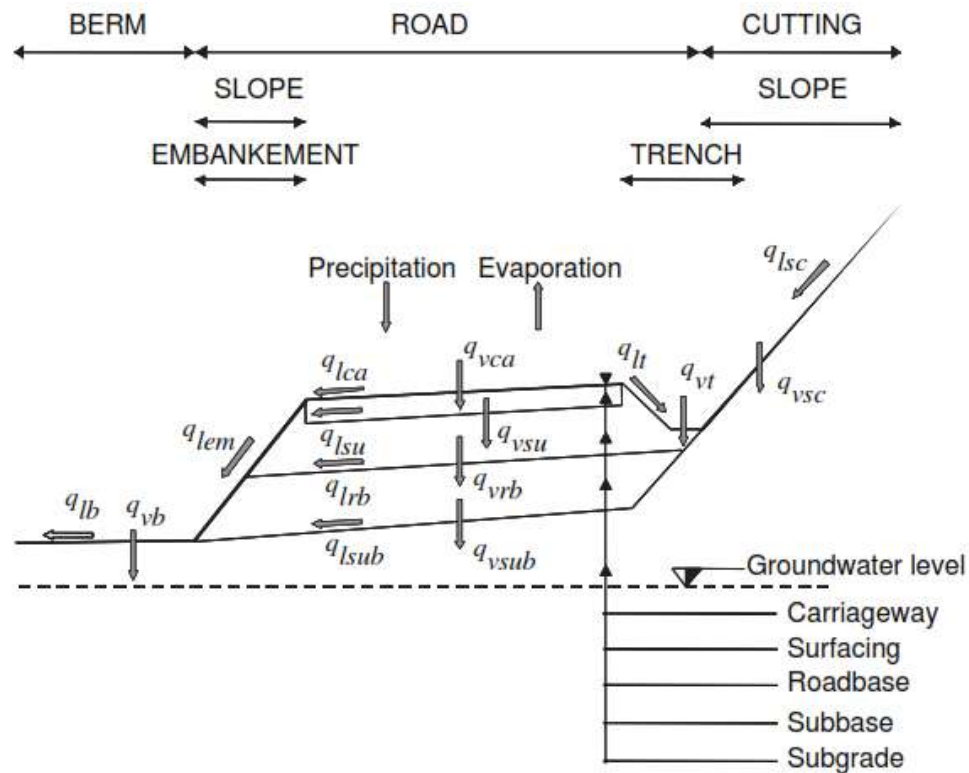 BERM ROAD CUTTING
SLOPE SLOPE
EMBANKEMENT TRENCH
Precipitation Evaporation
q_lsc
q_lca q_vca q_lt q_vt
q_vsc
q_lem q_lsu q_vsu
q_lb q_vb q_lrb q_vrb
q_lsub q_vsub
Groundwater level
Carriageway
Surfacing
Roadbase
Subbase
Subgrade